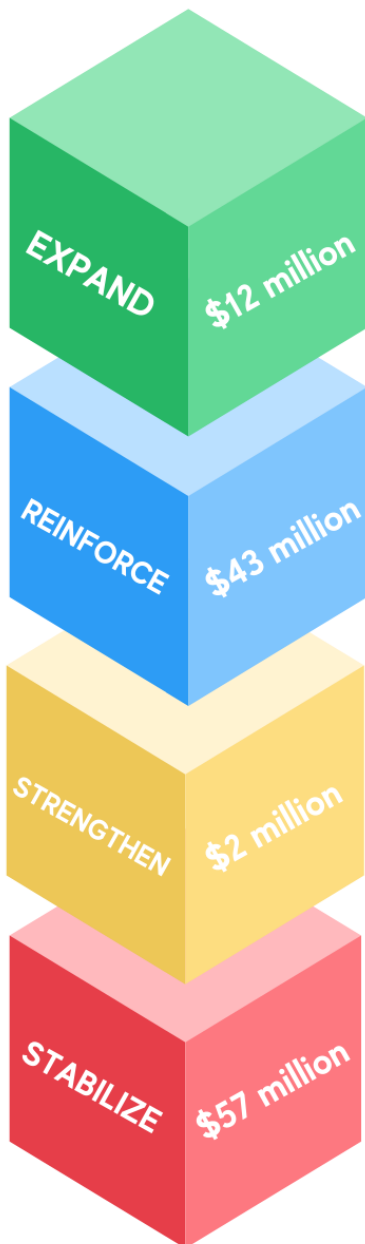 EXPAND
$12 million
REINFORCE
$43 million
STRENGTHEN
$2 million
STABILIZE
$57 million